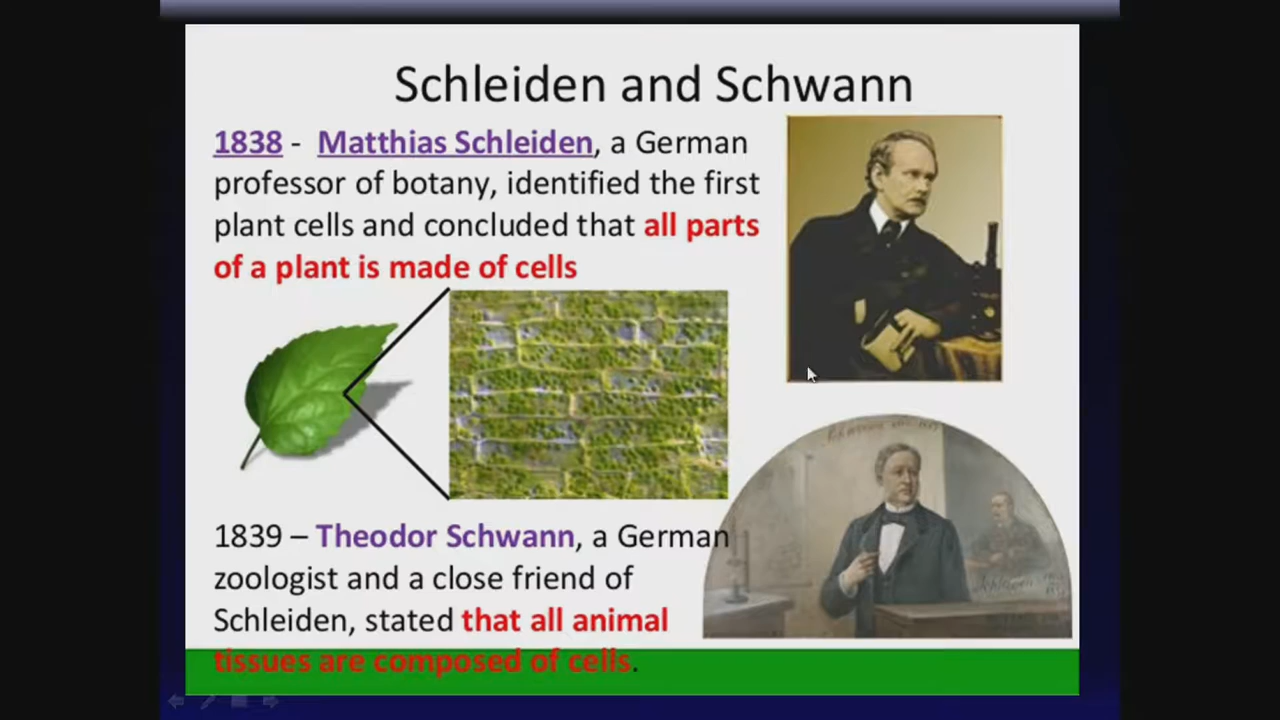 Schleiden and Schwann
1838 - Matthias Schleiden, a German
professor of botany, identified the first
plant cells and concluded that all parts
of a plant is made of cells
1839 – Theodor Schwann, a German
zoologist and a close friend of
Schleiden, stated that all animal
tissues are composed of cells.